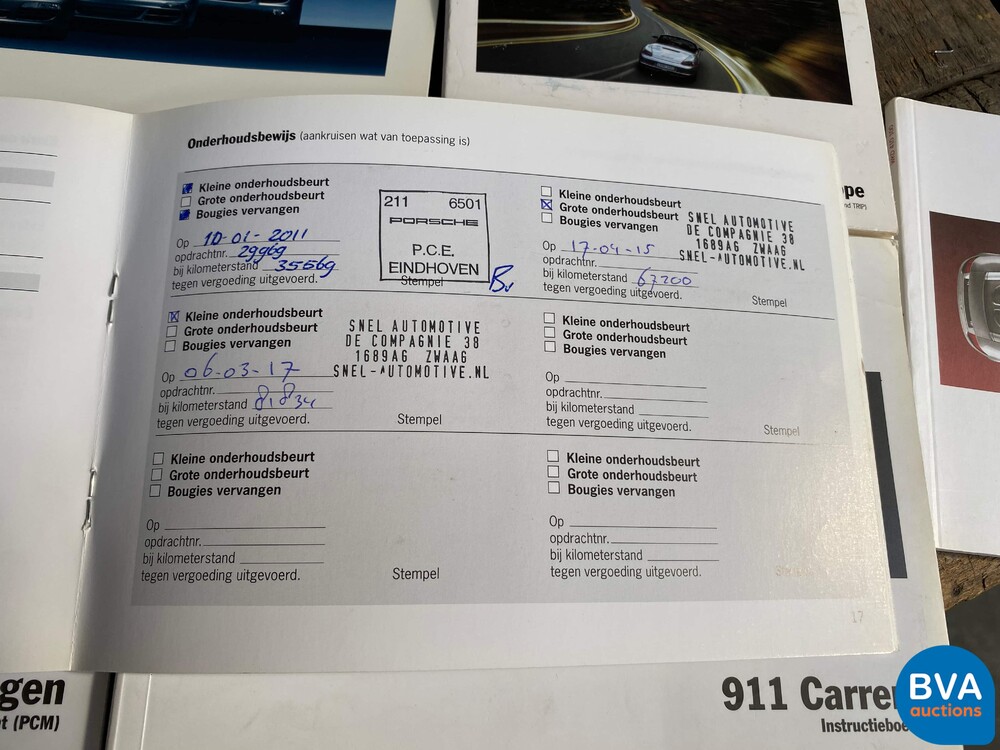 Onderhoudsbewijs (aankruisen wat van toepassing is)
Kleine onderhoudsbeurt
Grote onderhoudsbeurt
Bougies vervangen
Op 10-01-2011
opdrachtnr. 29969
bij kilometerstand 35569
tegen vergoeding uitgevoerd.
211 6501
PORSCHE
P.C.E.
EINDHOVEN
Stempel
Kleine onderhoudsbeurt
Grote onderhoudsbeurt
Bougies vervangen
Op 17-04-15
opdrachtnr.
bij kilometerstand 67200
tegen vergoeding uitgevoerd.
SNEL AUTOMOTIVE
DE COMPAGNIE 38
1689AG ZWAAG
SNEL-AUTOMOTIVE.NL
Stempel
Kleine onderhoudsbeurt
Grote onderhoudsbeurt
Bougies vervangen
Op 06-03-17
opdrachtnr.
bij kilometerstand 81834
tegen vergoeding uitgevoerd.
SNEL AUTOMOTIVE
DE COMPAGNIE 38
1689AG ZWAAG
SNEL-AUTOMOTIVE.NL
Stempel
Kleine onderhoudsbeurt
Grote onderhoudsbeurt
Bougies vervangen
Op
opdrachtnr.
bij kilometerstand
tegen vergoeding uitgevoerd.
Stempel
Kleine onderhoudsbeurt
Grote onderhoudsbeurt
Bougies vervangen
Op
opdrachtnr.
bij kilometerstand
tegen vergoeding uitgevoerd.
Stempel
Kleine onderhoudsbeurt
Grote onderhoudsbeurt
Bougies vervangen
Op
opdrachtnr.
bij kilometerstand
tegen vergoeding uitgevoerd.
17
ope
nd TRIP)
gen
t (PCM)
911 Carre
Instructieboe
BVA
auctions